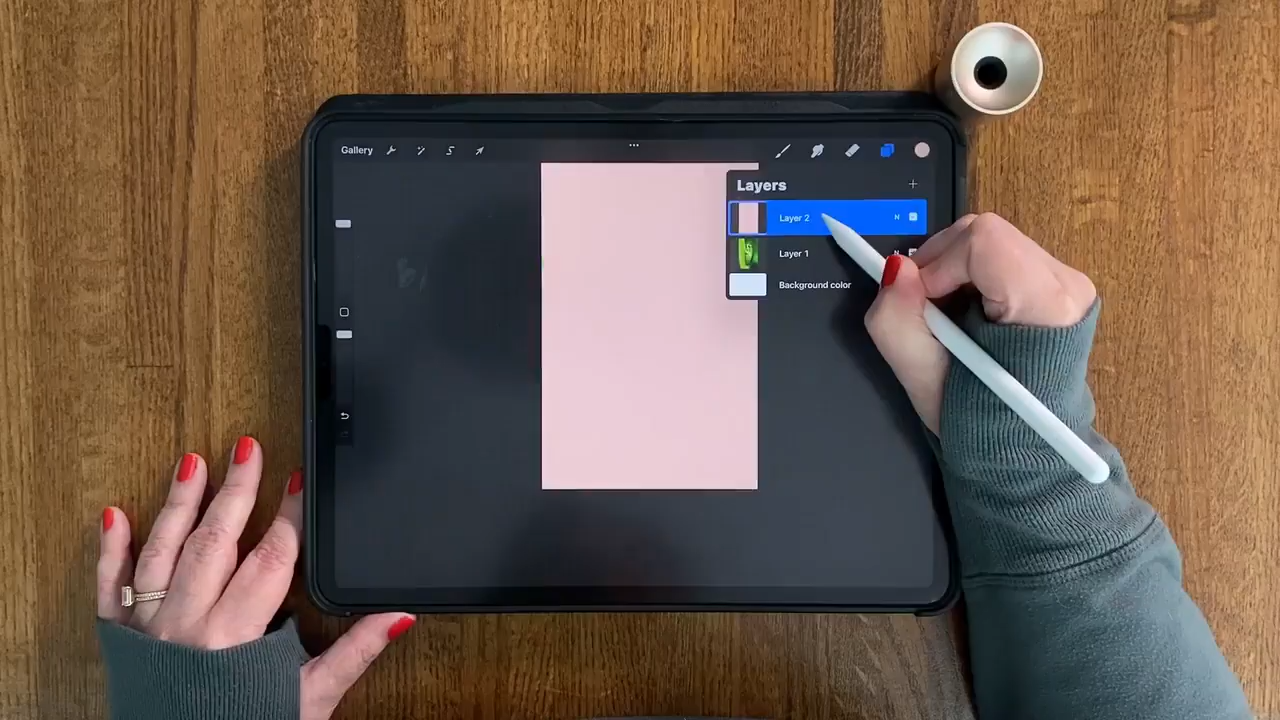 Gallery
Layers
Layer 2 N
Layer 1
Background color